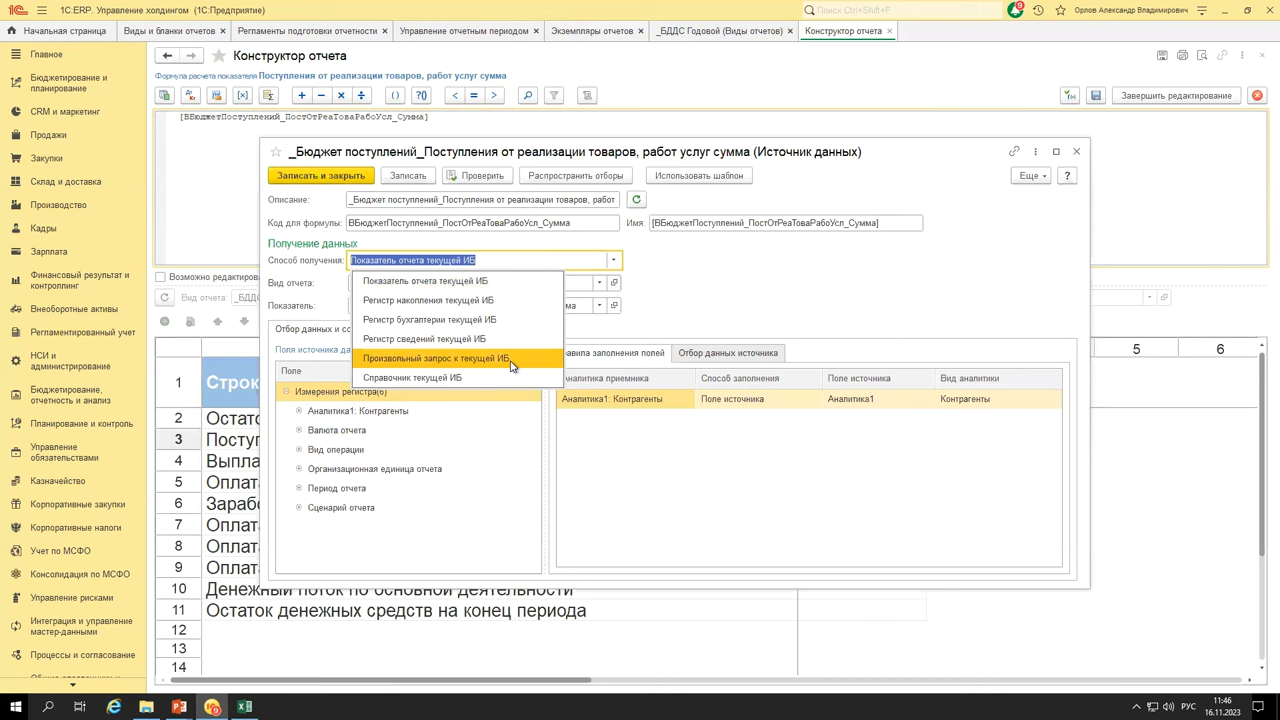 1С:ERP. Управление холдингом (1С:Предприятие)
Поиск Ctrl+Shift+F
9
Орлов Александр Владимирович
Начальная страница
Виды и бланки отчетов ×
Регламенты подготовки отчетности ×
Управление отчетным периодом ×
Экземпляры отчетов ×
_БДДС Годовой (Виды отчетов) ×
Конструктор отчета ×
Главное
Бюджетирование и
планирование
CRM и маркетинг
Продажи
Закупки
Склад и доставка
Производство
Кадры
Зарплата
Финансовый результат и
контроллинг
Внеоборотные активы
Регламентированный учет
НСИ и
администрирование
Бюджетирование,
отчетность и анализ
Планирование и контроль
Управление
обязательствами
Казначейство
Корпоративные закупки
Корпоративные налоги
Учет по МСФО
Консолидация по МСФО
Управление рисками
Интеграция и управление
мастер-данными
Процессы и согласование
Конструктор отчета
Формула расчета показателя Поступления от реализации товаров, работ услуг сумма
Завершить редактирование
[ВБюджетПоступлений_ПостОтРеаТоваРабоУсл_Сумма]
Возможно редактирова
Вид отчета: _БДДС
_Бюджет поступлений_Поступления от реализации товаров, работ услуг сумма (Источник данных)
Записать и закрыть
Записать
Проверить
Распространить отборы
Использовать шаблон
Еще
?
Описание: _Бюджет поступлений_Поступления от реализации товаров, работ
Код для формулы: ВБюджетПоступлений_ПостОтРеаТоваРабоУсл_Сумма Имя: [ВБюджетПоступлений_ПостОтРеаТоваРабоУсл_Сумма]
Получение данных
Способ получения: Показатель отчета текущей ИБ
Вид отчета:
Показатель: ма
Показатель отчета текущей ИБ
Регистр накопления текущей ИБ
Регистр бухгалтерии текущей ИБ
Регистр сведений текущей ИБ
Произвольный запрос к текущей ИБ
Справочник текущей ИБ
Отбор данных и со
Поля источника да
равила заполнения полей
Отбор данных источника
Поле
Измерения регистра(6)
Аналитика1: Контрагенты
Валюта отчета
Вид операции
Организационная единица отчета
Период отчета
Сценарий отчета
Аналитика приемника Способ заполнения Поле источника Вид аналитики
Аналитика1: Контрагенты Поле источника Аналитика1 Контрагенты
5 6
1 Строк
2 Остато
3 Посту
4 Выпла
5 Оплат
6 Зарабо
7 Оплат
8 Оплат
9 Оплат
10 Денежный поток по основной деятельности
11 Остаток денежных средств на конец периода
12
13
14
РУС
11:46
16.11.2023